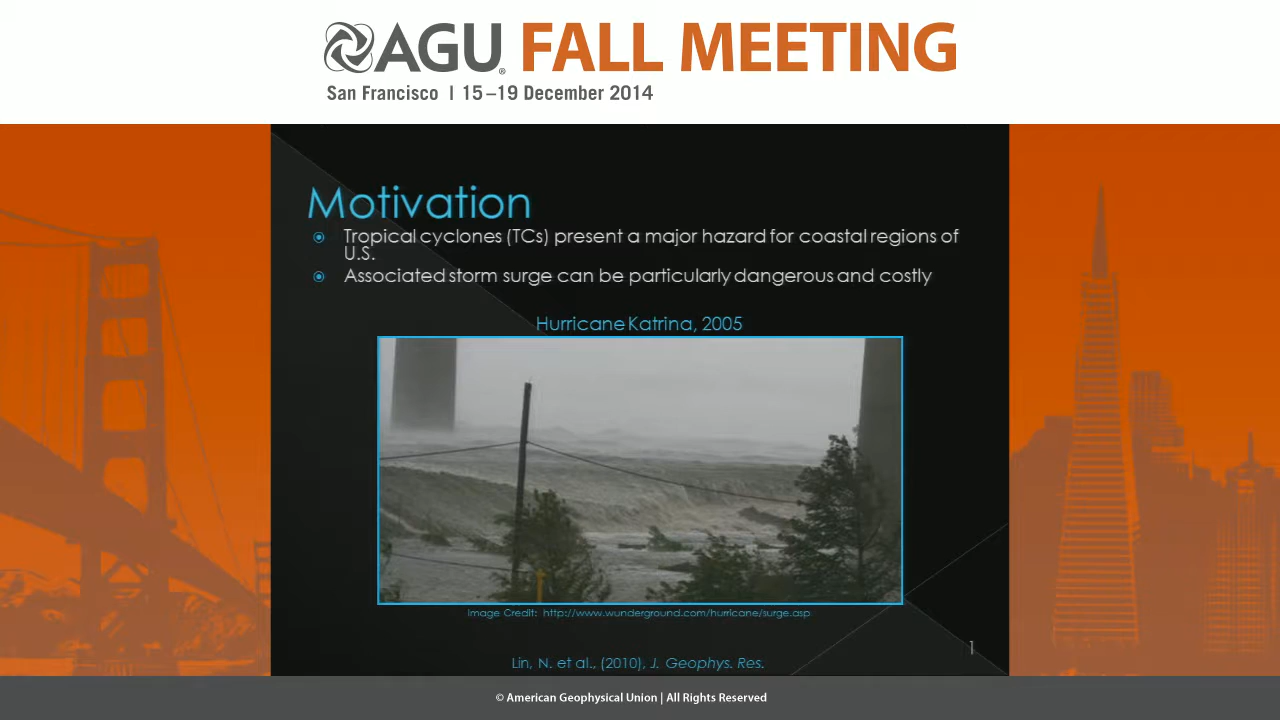 AGU® FALL MEETING
San Francisco | 15–19 December 2014
Motivation
Tropical cyclones (TCs) present a major hazard for coastal regions of
U.S.
Associated storm surge can be particularly dangerous and costly
Hurricane Katrina, 2005
Image Credit: http://www.wunderground.com/hurricane/surge.asp
1
Lin, N. et al., (2010), J. Geophys. Res.
© American Geophysical Union | All Rights Reserved